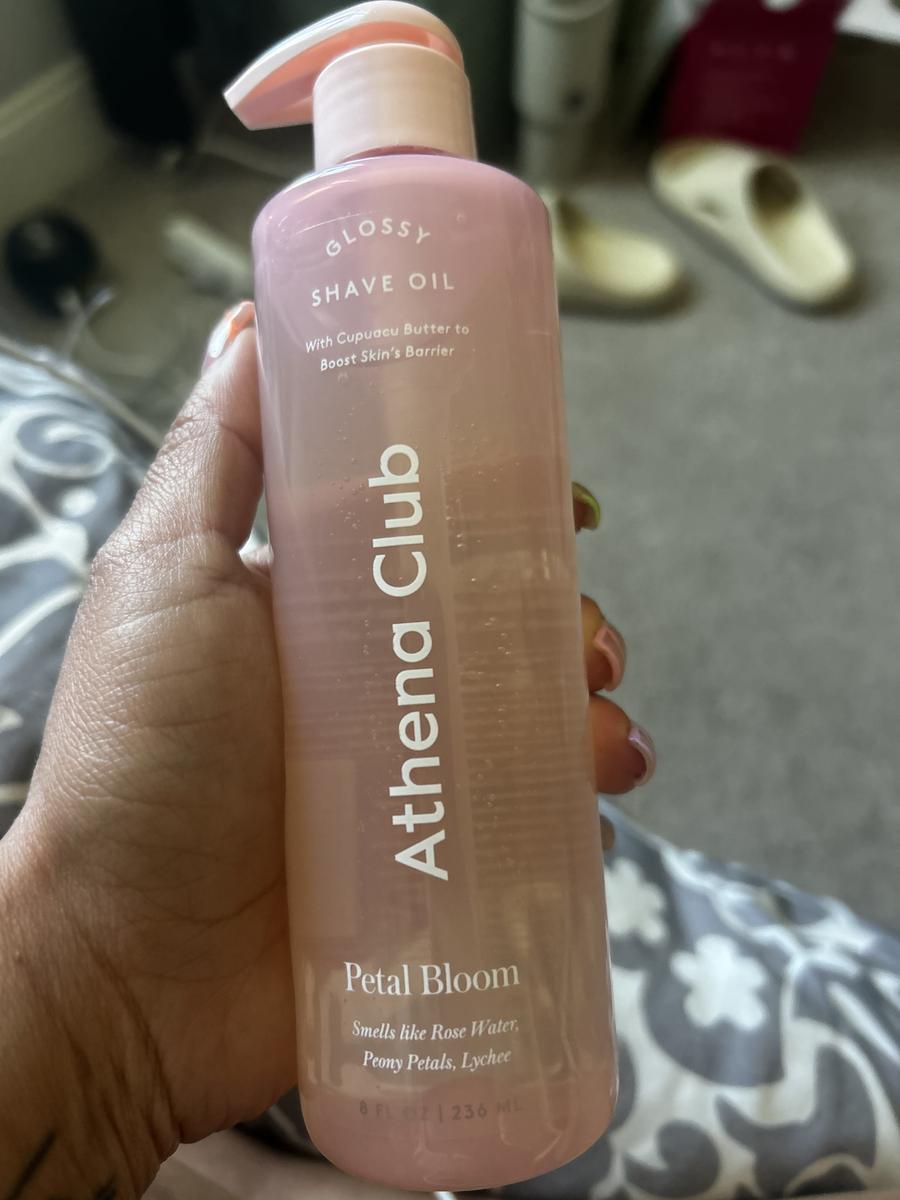 GLOSSY
SHAVE OIL
With Cupuacu Butter to
Boost Skin's Barrier
Athena Club
Petal Bloom
Smells like Rose Water,
Peony Petals, Lychee
8 FL OZ | 236 ML